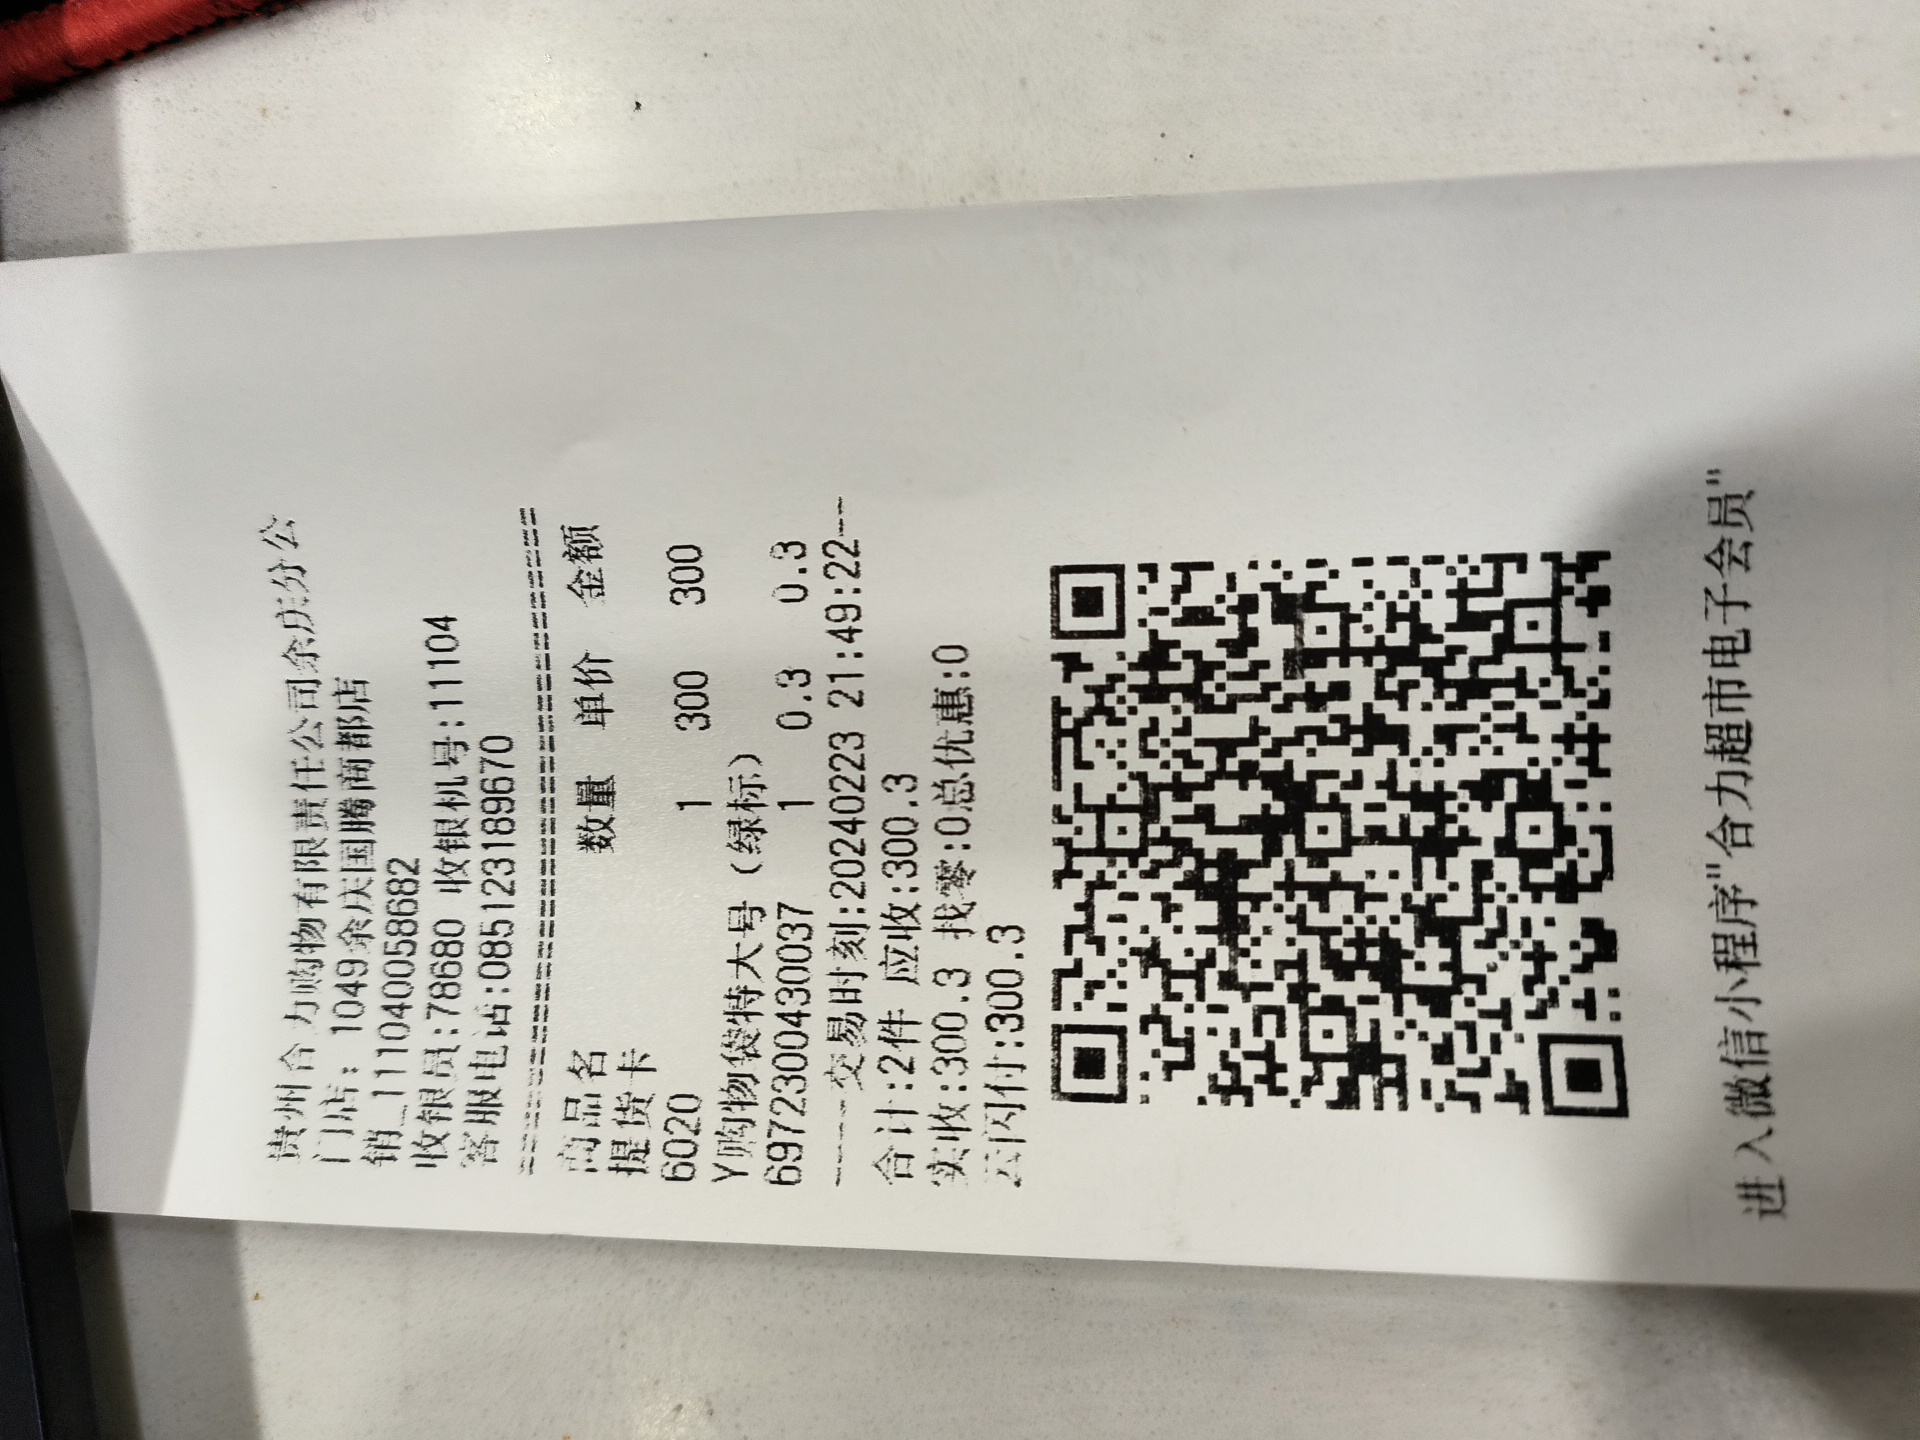 贵州合力购物有限责任公司余庆分公
门店: 1049余庆国腾商都店
销_111040058682
收银员:78680 收银机号:11104
客服电话:085123189670
================================
商品名 数量 单价 金额
提货卡
6020 1 300 300
Y购物袋特大号（绿标）
6972300430037 1 0.3 0.3
----交易时刻:20240223 21:49:22---
合计:2件 应收:300.3
实收:300.3 找零:0总优惠:0
云闪付:300.3
进入微信小程序"合力超市电子会员"